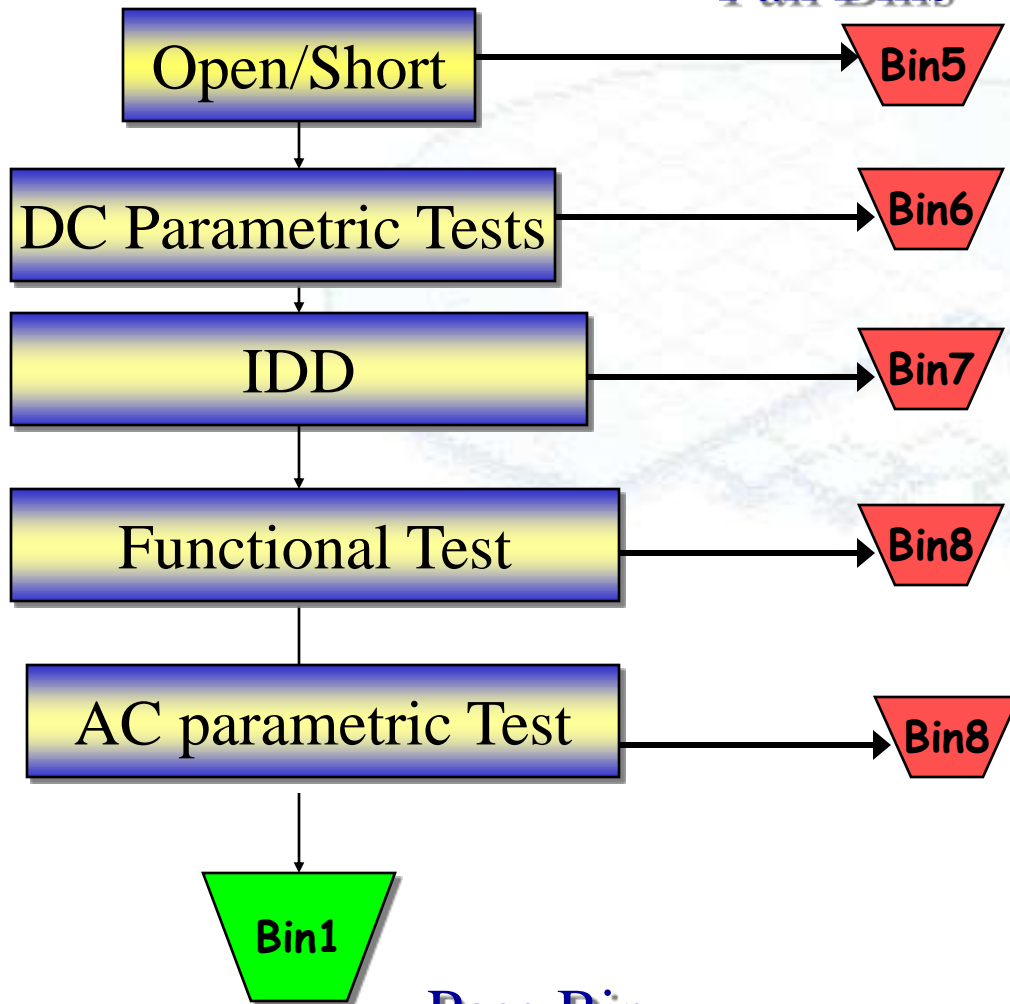 Open/Short
Bin5
DC Parametric Tests
Bin6
IDD
Bin7
Functional Test
Bin8
AC parametric Test
Bin8
Bin1